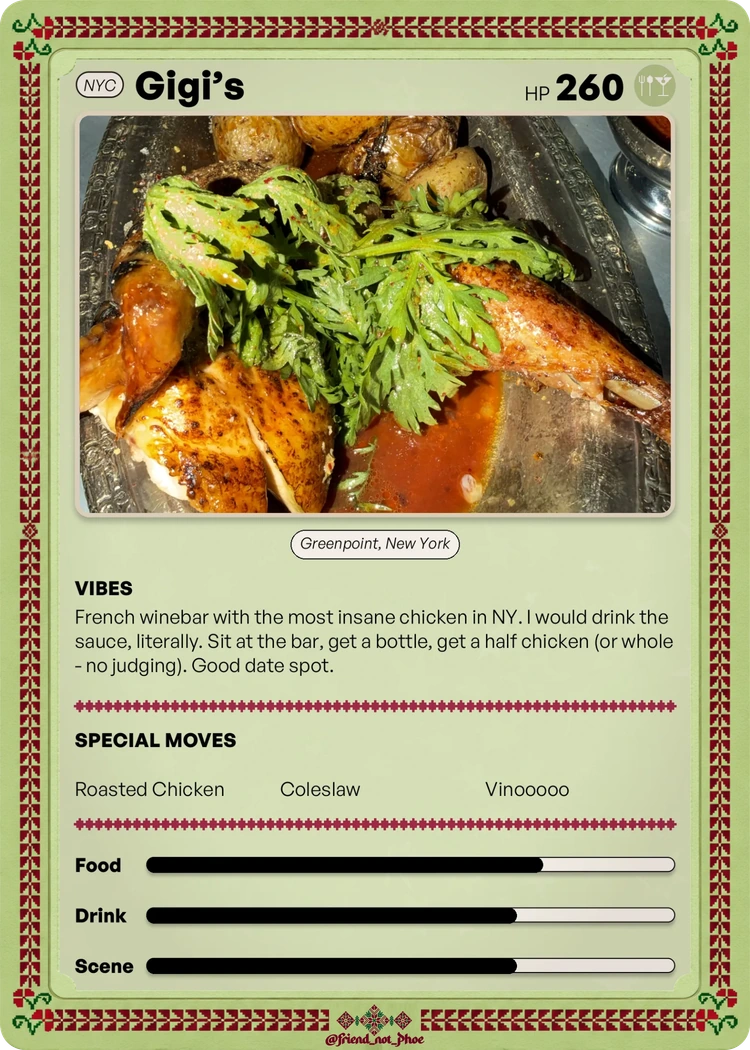 NYC Gigi’s HP 260
Greenpoint, New York
VIBES
French winebar with the most insane chicken in NY. I would drink the
sauce, literally. Sit at the bar, get a bottle, get a half chicken (or whole
- no judging). Good date spot.
SPECIAL MOVES
Roasted Chicken Coleslaw Vinooooo
Food
Drink
Scene
@friend_not_Phoe